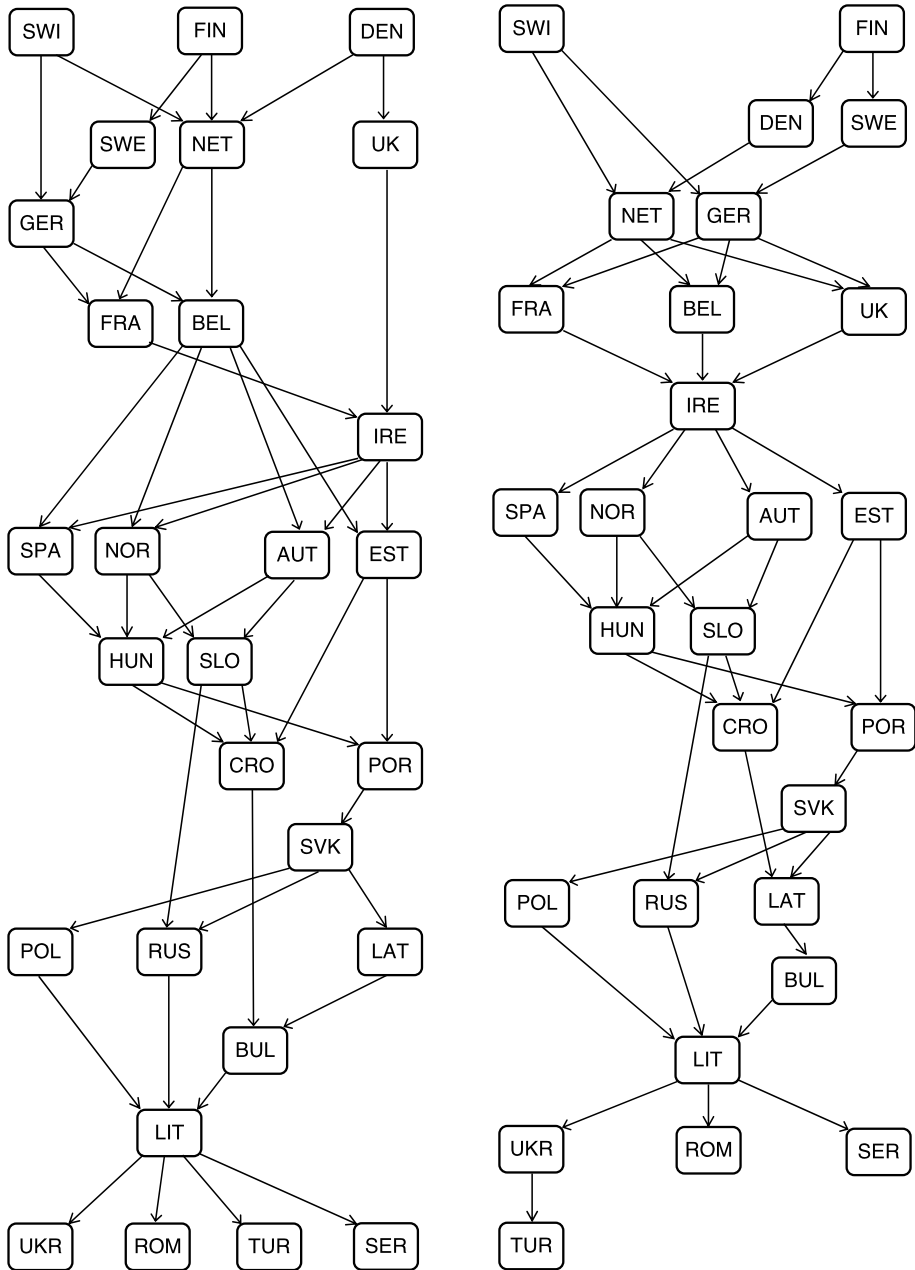 SWI
FIN
DEN
SWE
NET
UK
GER
FRA
BEL
IRE
SPA
NOR
AUT
EST
HUN
SLO
CRO
POR
SVK
POL
RUS
LAT
BUL
LIT
UKR
ROM
TUR
SER
SWI
FIN
DEN
SWE
NET
GER
FRA
BEL
UK
IRE
SPA
NOR
AUT
EST
HUN
SLO
CRO
POR
SVK
POL
RUS
LAT
BUL
LIT
UKR
ROM
SER
TUR